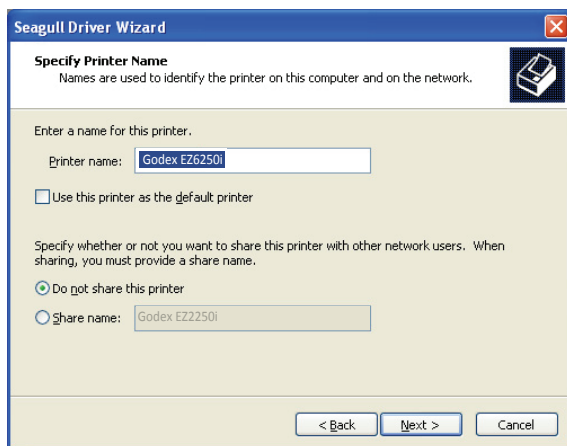 Seagull Driver Wizard
Specify Printer Name
Names are used to identify the printer on this computer and on the network.
Enter a name for this printer.
Printer name: Godex EZ6250i
Use this printer as the default printer
Specify whether or not you want to share this printer with other network users. When
sharing, you must provide a share name.
Do not share this printer
Share name: Godex EZ2250i
< Back Next > Cancel